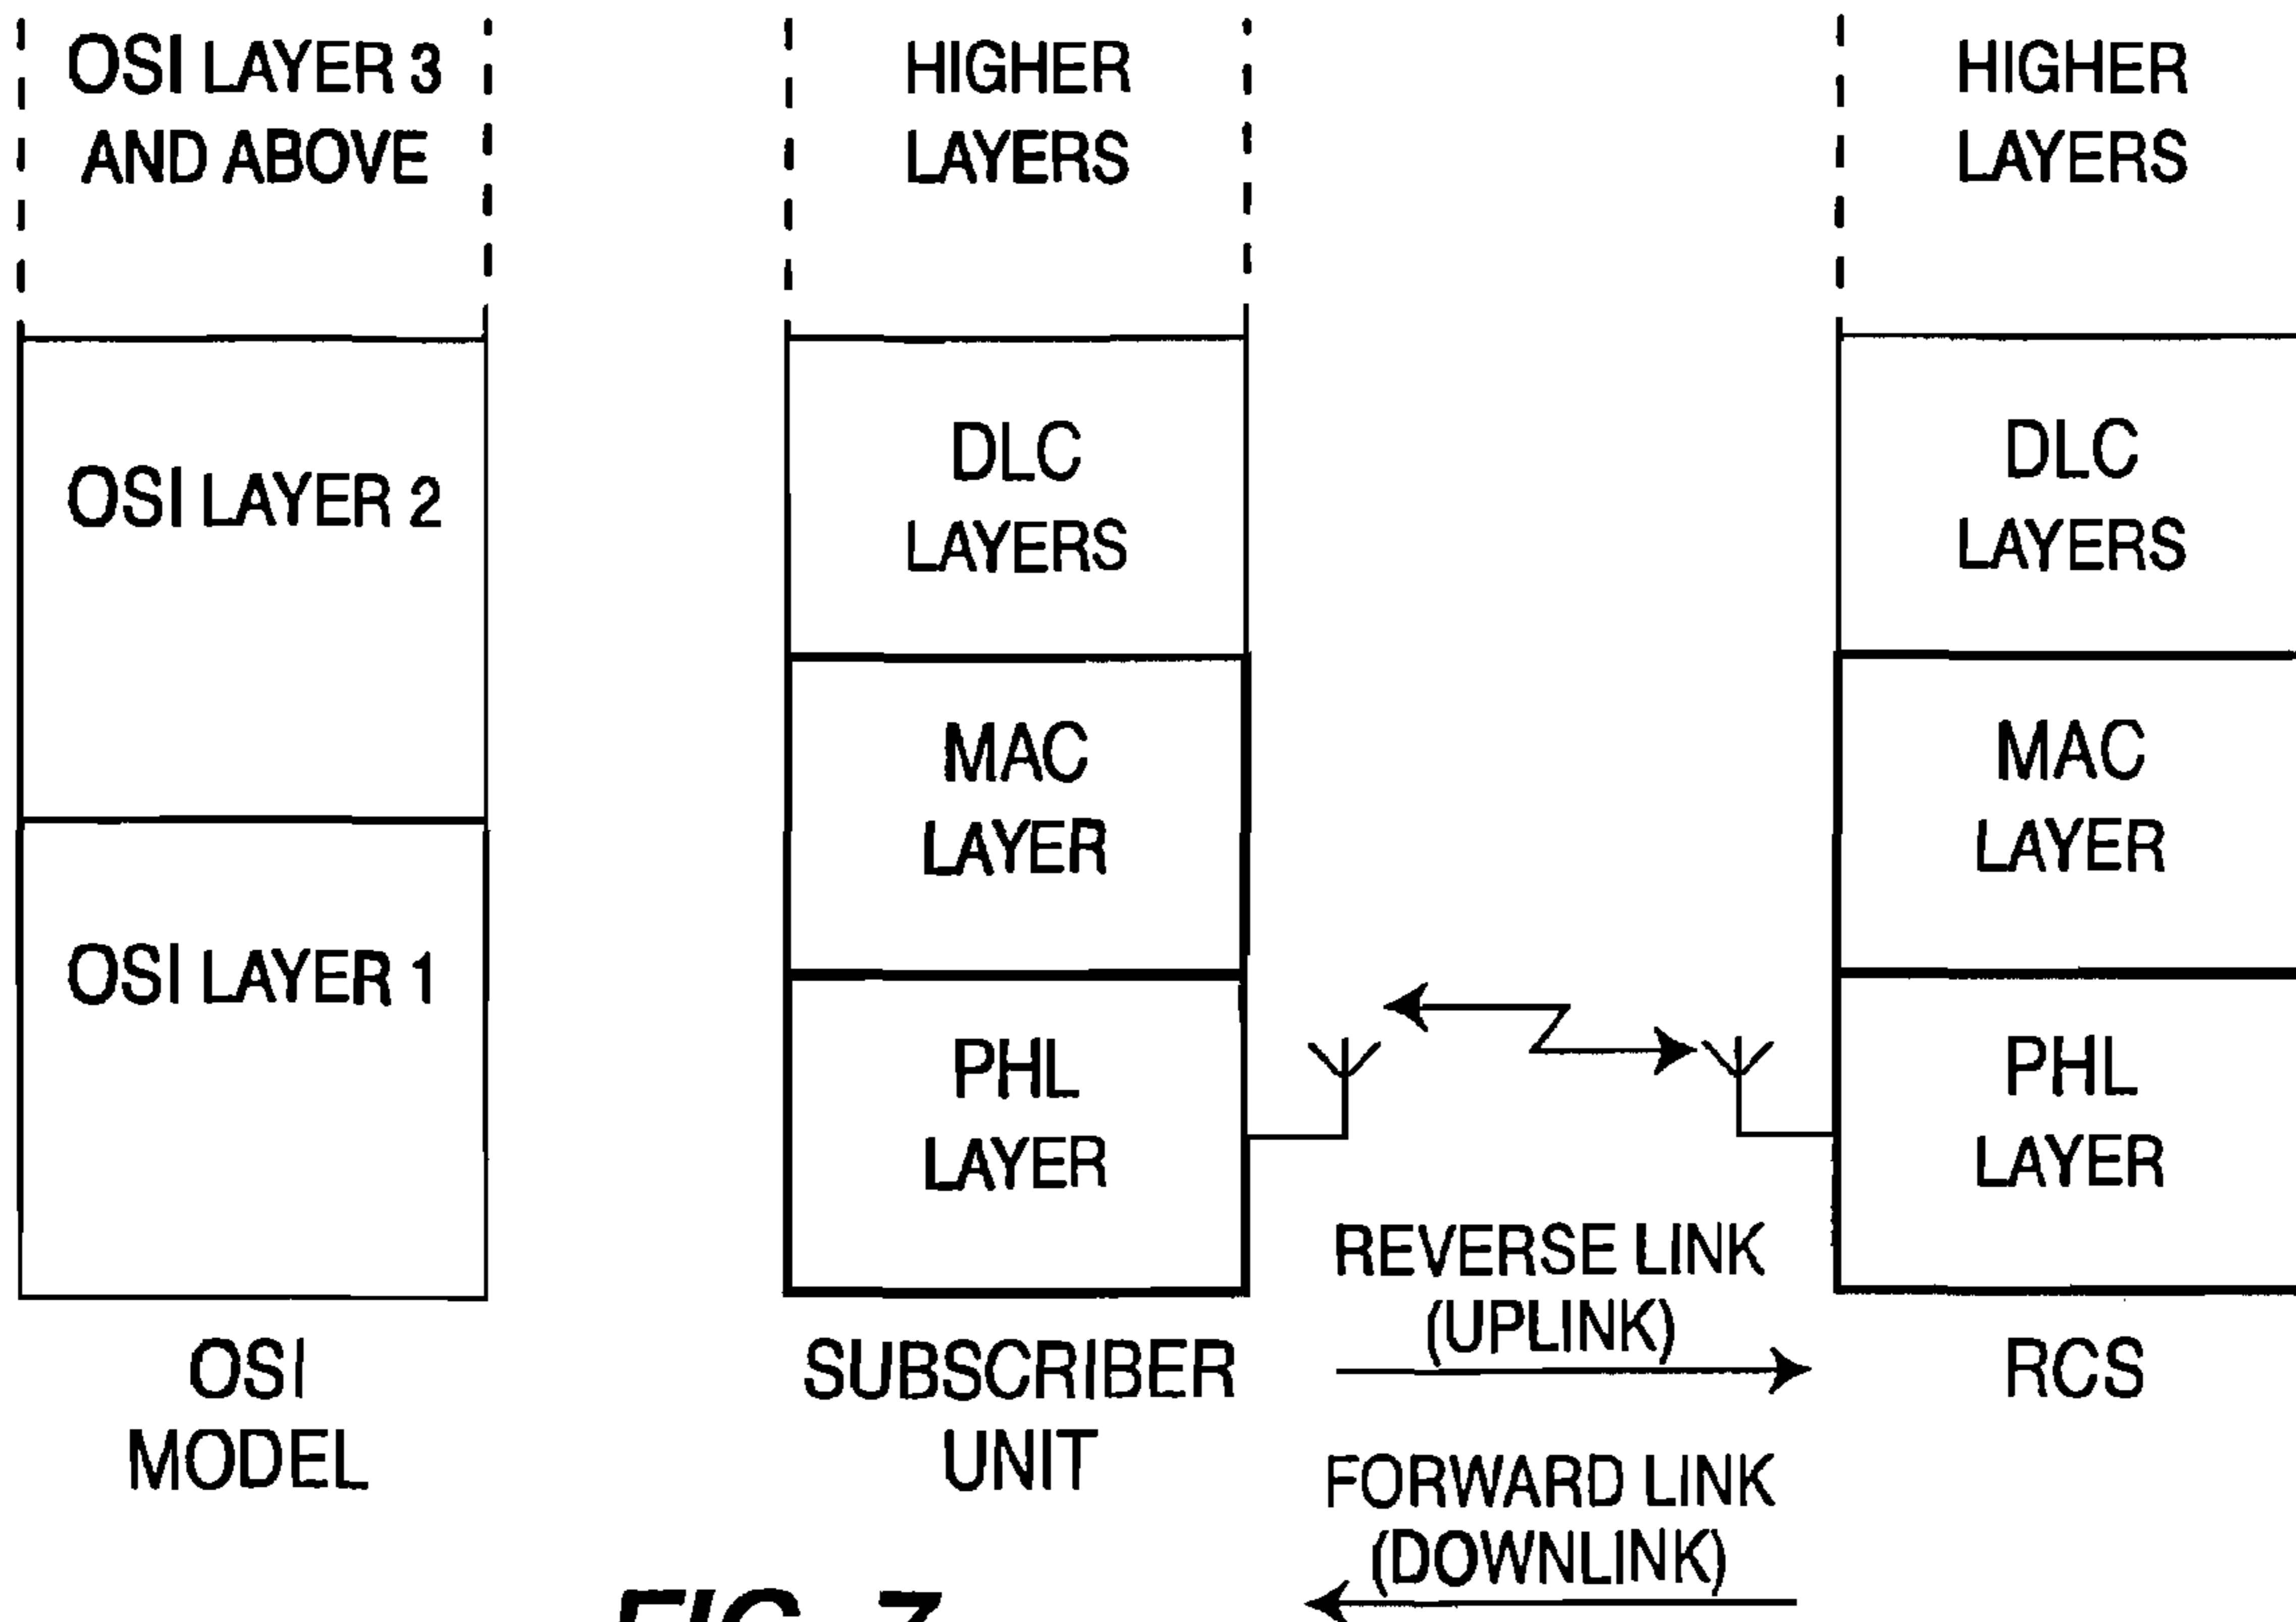 OSI LAYER 3
AND ABOVE
OSI LAYER 2
OSI LAYER 1
OSI
MODEL
HIGHER
LAYERS
DLC
LAYERS
MAC
LAYER
PHL
LAYER
SUBSCRIBER
UNIT
REVERSE LINK
(UPLINK)
FORWARD LINK
(DOWNLINK)
HIGHER
LAYERS
DLC
LAYERS
MAC
LAYER
PHL
LAYER
RCS